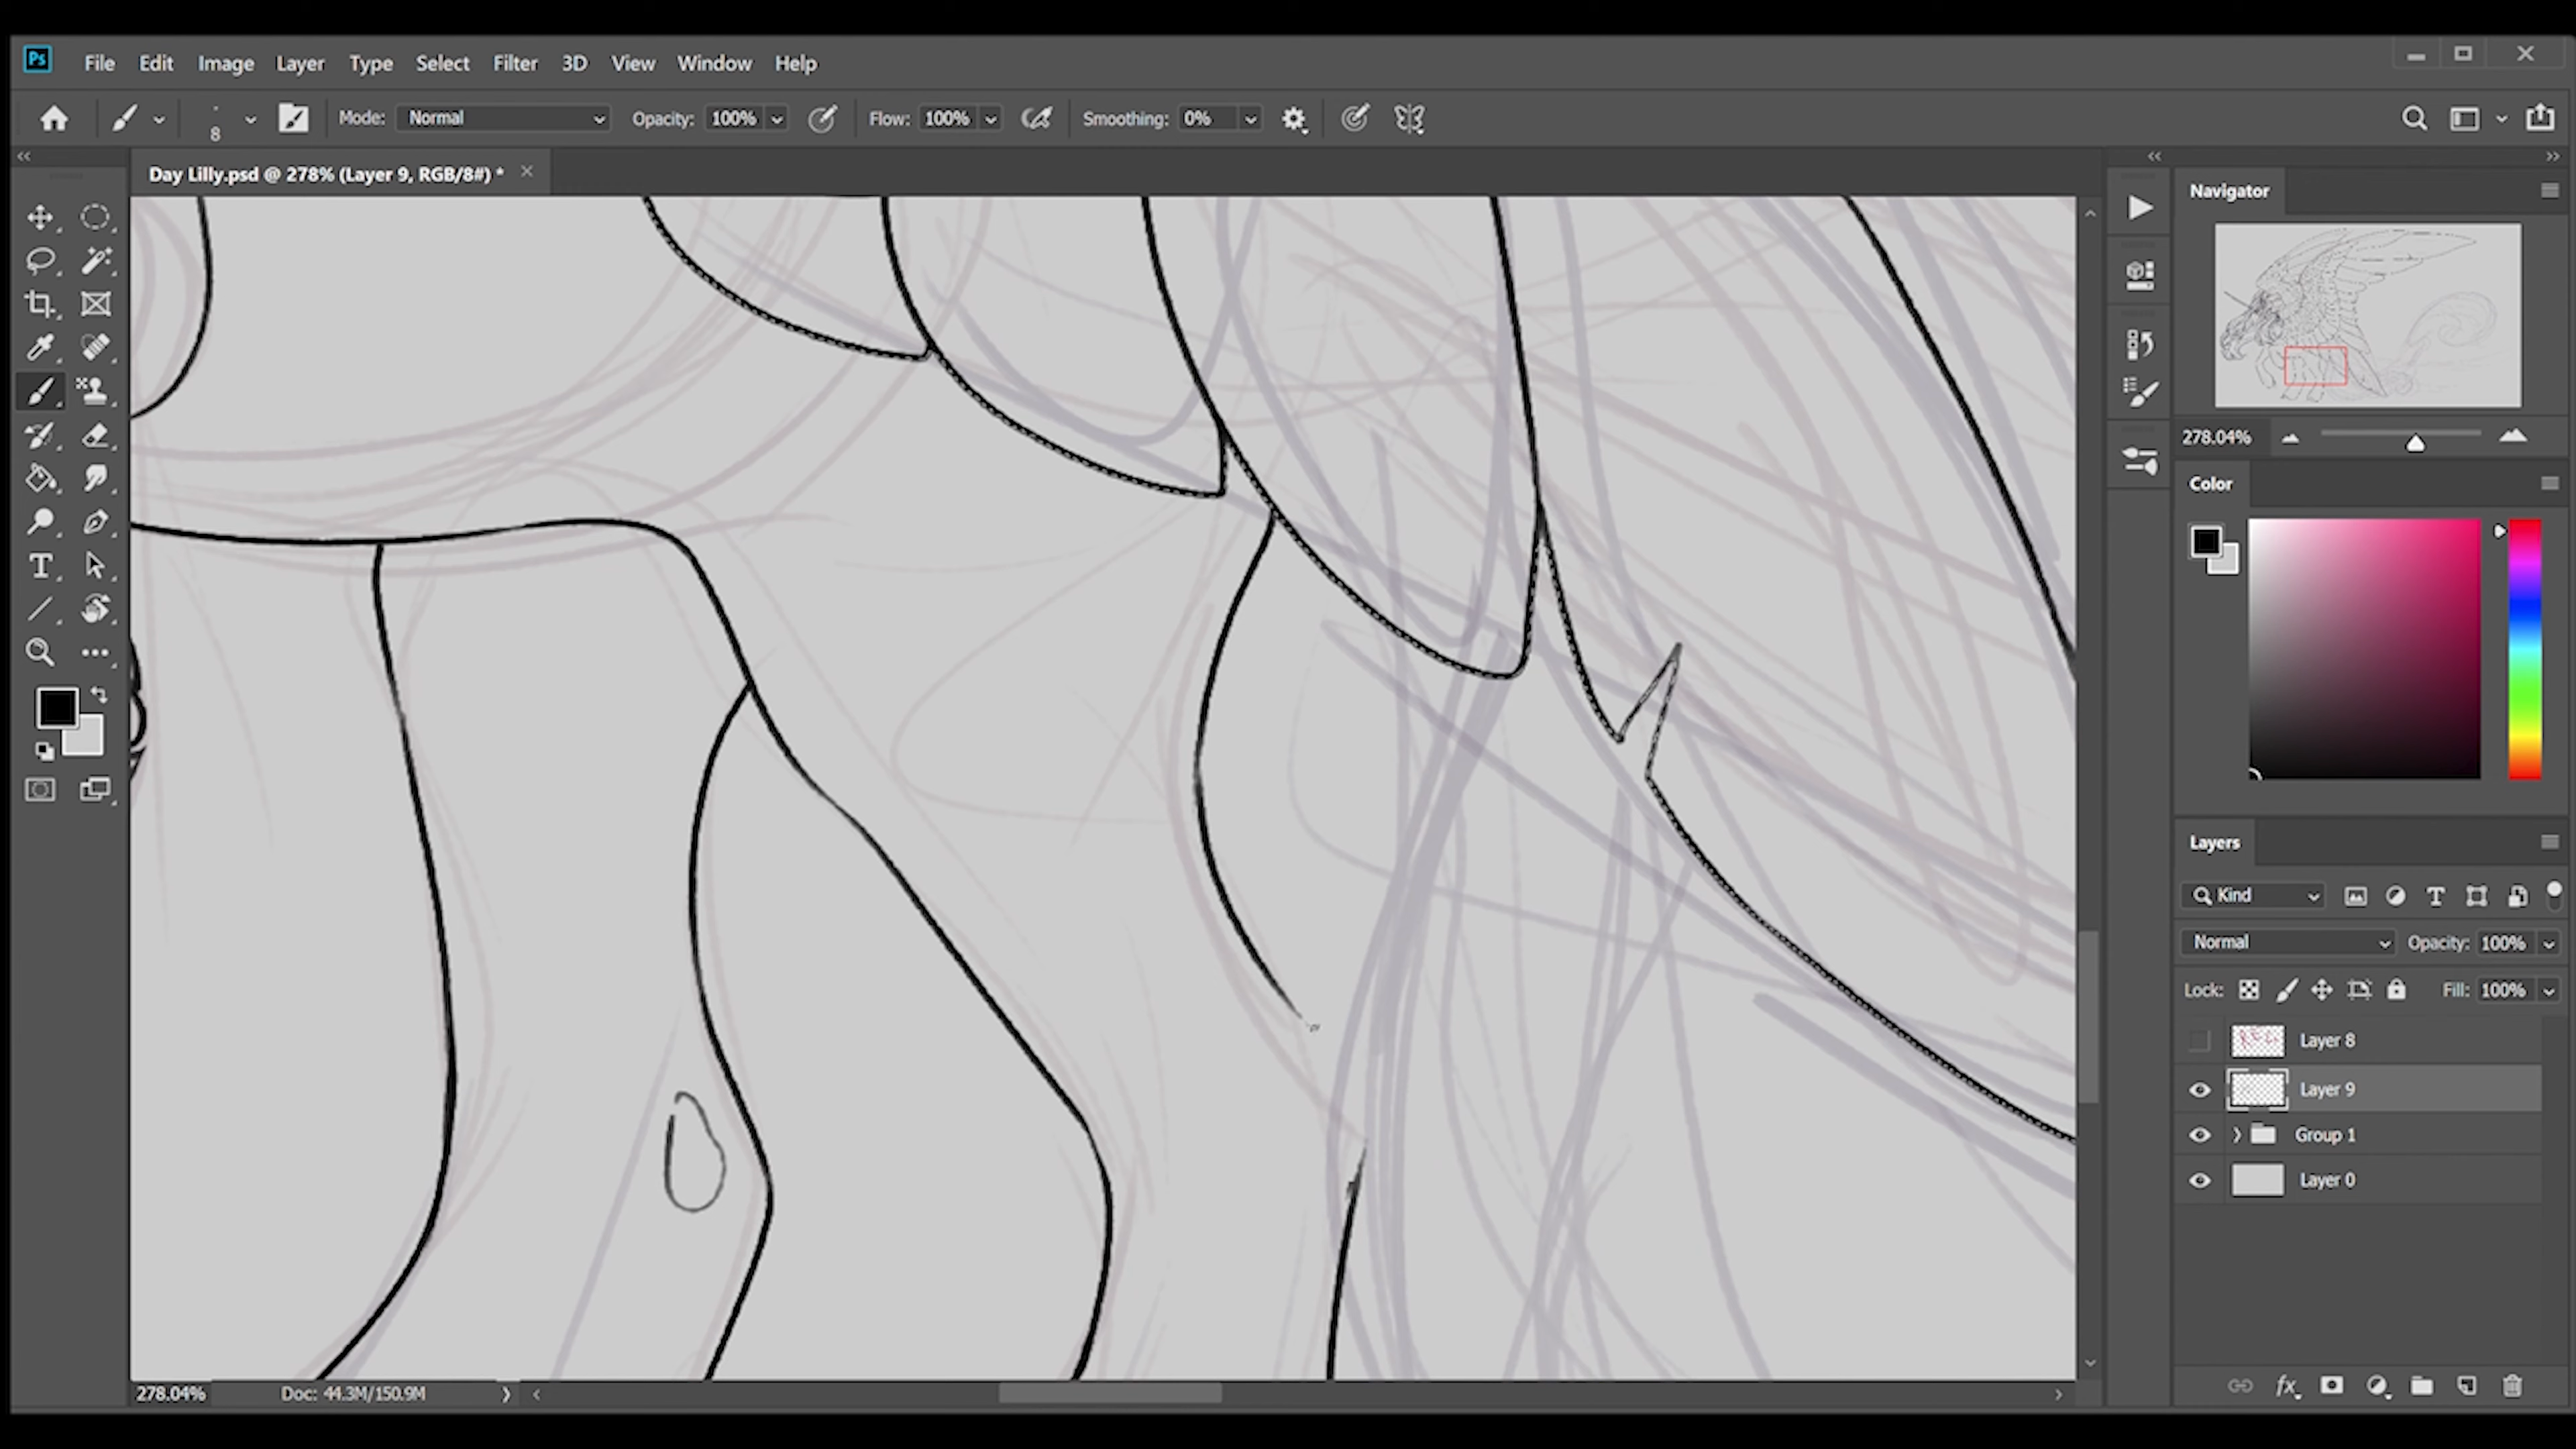 Ps File Edit Image Layer Type Select Filter 3D View Window Help
8 Mode: Normal Opacity: 100% Flow: 100% Smoothing: 0%
Day Lilly.psd @ 278% (Layer 9, RGB/8#) *
Navigator
278.04%
Color
Layers
Kind
Normal Opacity: 100%
Lock: Fill: 100%
Layer 8
Layer 9
Group 1
Layer 0
fx
278.04% Doc: 44.3M/150.9M